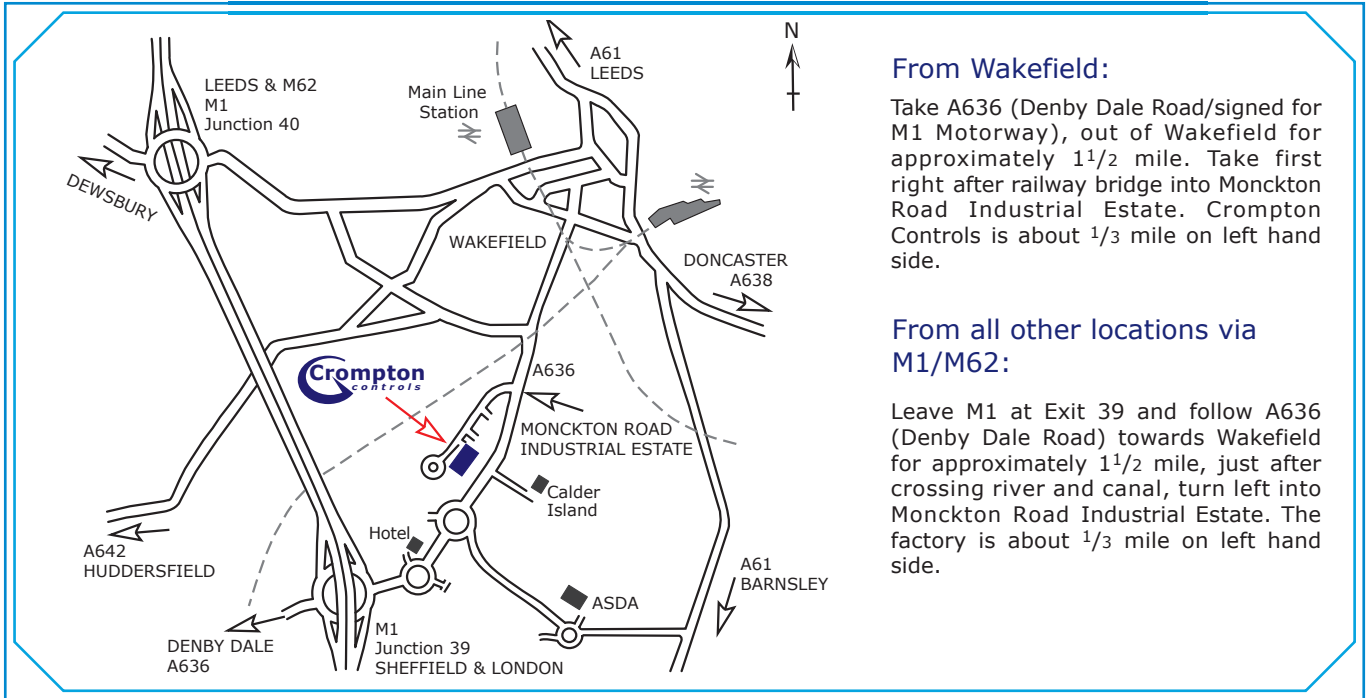 N
A61
LEEDS
LEEDS & M62
M1
Junction 40
Main Line
Station
DEWSBURY
WAKEFIELD
DONCASTER
A638
Crompton
controls
A636
MONCKTON ROAD
INDUSTRIAL ESTATE
Calder
Island
Hotel
A642
HUDDERSFIELD
A61
BARNSLEY
ASDA
DENBY DALE
A636
M1
Junction 39
SHEFFIELD & LONDON
From Wakefield:
Take A636 (Denby Dale Road/signed for
M1 Motorway), out of Wakefield for
approximately 1 1/2 mile. Take first
right after railway bridge into Monckton
Road Industrial Estate. Crompton
Controls is about 1/3 mile on left hand
side.
From all other locations via
M1/M62:
Leave M1 at Exit 39 and follow A636
(Denby Dale Road) towards Wakefield
for approximately 1 1/2 mile, just after
crossing river and canal, turn left into
Monckton Road Industrial Estate. The
factory is about 1/3 mile on left hand
side.